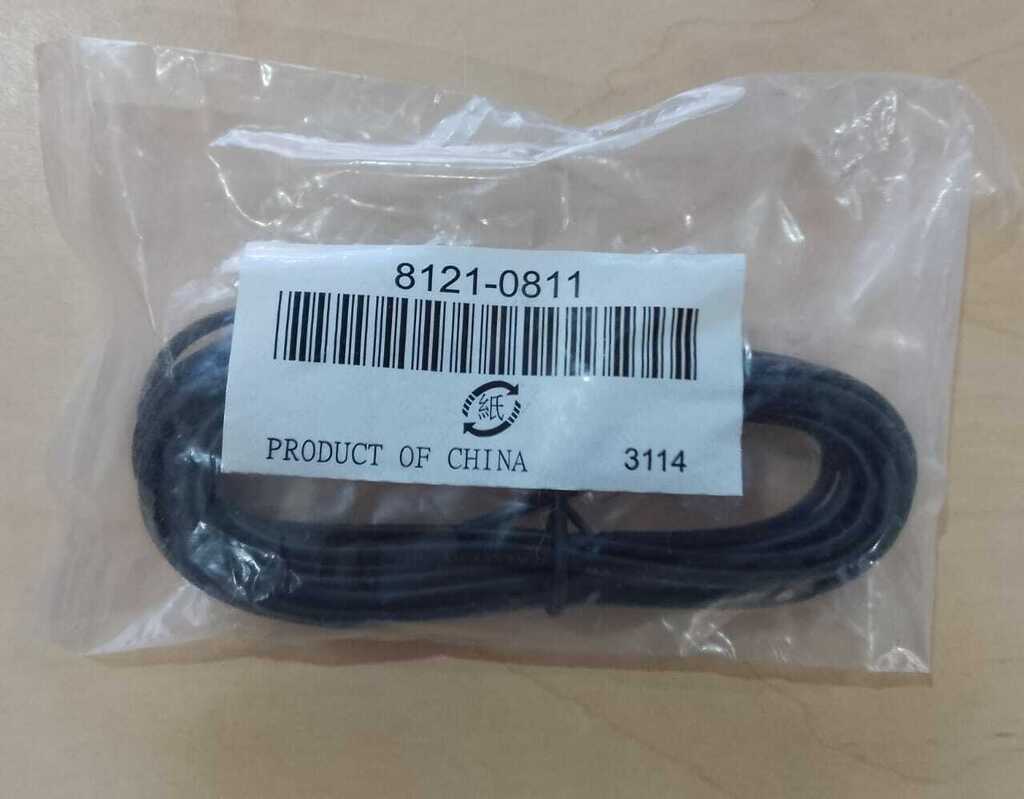 8121-0811
紙
PRODUCT OF CHINA 3114